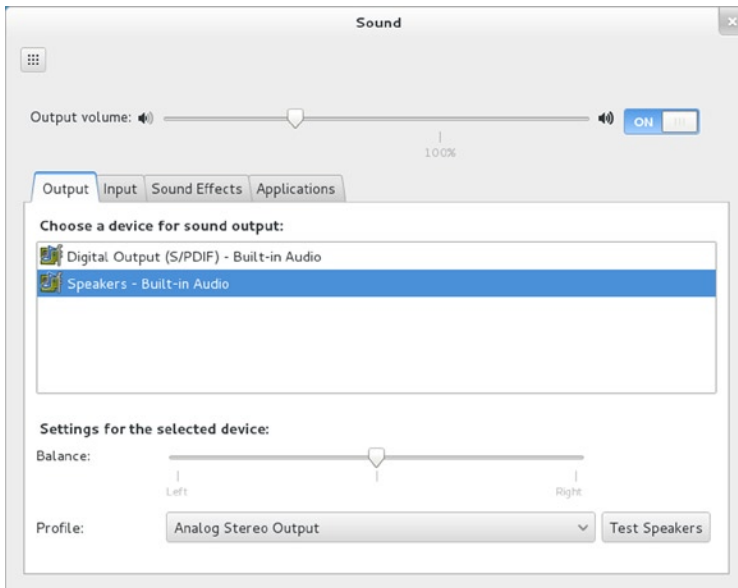 Sound
Output volume:
ON
100%
Output Input Sound Effects Applications
Choose a device for sound output:
Digital Output (S/PDIF) - Built-in Audio
Speakers - Built-in Audio
Settings for the selected device:
Balance:
Left Right
Profile: Analog Stereo Output Test Speakers